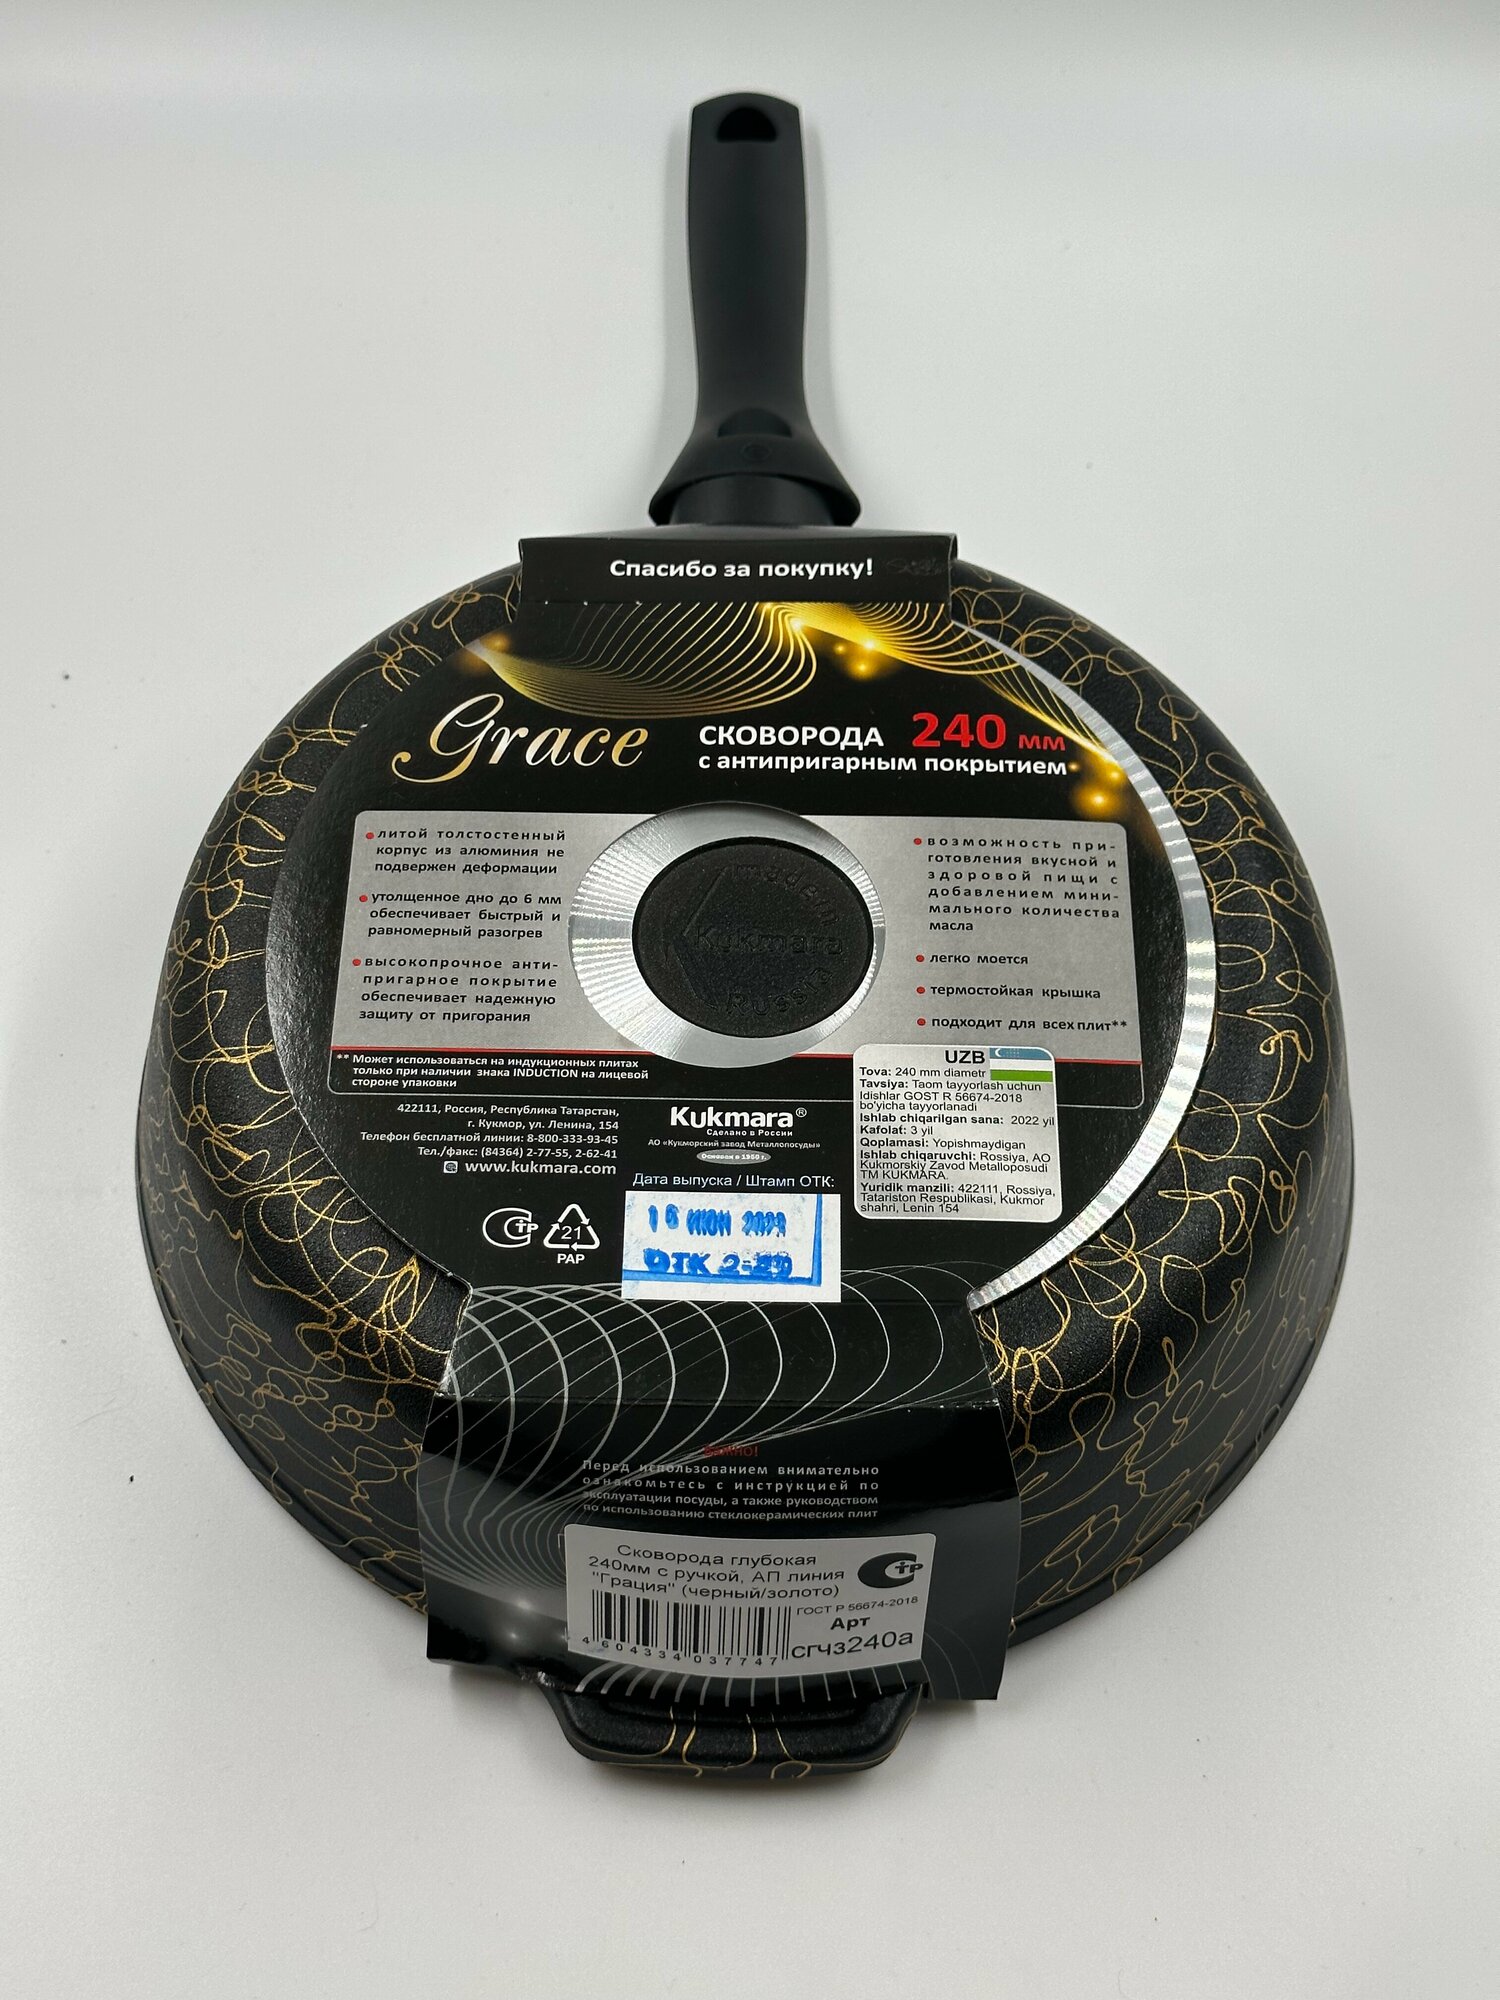 Спасибо за покупку!
Grace
СКОВОРОДА 240 мм
с антипригарным покрытием
литой толстостенный
корпус из алюминия не
подвержен деформации
утолщенное дно до 6 мм
обеспечивает быстрый и
равномерный разогрев
высокопрочное анти-
пригарное покрытие
обеспечивает надежную
защиту от пригорания
made in
Kukmara
Russia
возможность при-
готовления вкусной и
здоровой пищи с
добавлением мини-
мального количества
масла
легко моется
термостойкая крышка
подходит для всех плит**
** Может использоваться на индукционных плитах
только при наличии знака INDUCTION на лицевой
стороне упаковки
422111, Россия, Республика Татарстан,
г. Кукмор, ул. Ленина, 154
Телефон бесплатной линии: 8-800-333-93-45
Тел./факс: (84364) 2-77-55, 2-62-41
www.kukmara.com
Kukmara®
Сделано в России
АО «Кукморский завод Металлопосуды»
Основан в 1950 г.
Дата выпуска / Штамп ОТК:
16 ИЮН
ОТК
СТР
21
PAP
UZB
Tova: 240 mm diametr
Tavsiya: Taom tayyorlash uchun
Idishlar GOST R 56674-2018
bo'yicha tayyorlanadi
Ishlab chiqarilgan sana: 2022 yil
Kafolat: 3 yil
Qoplamasi: Yopishmaydigan
Ishlab chiqaruvchi: Rossiya, AO
Kukmorskiy Zavod Metalloposudi
TM KUKMARA.
Yuridik manzili: 422111, Rossiya,
Tatariston Respublikasi, Kukmor
shahri, Lenin 154
ВАЖНО!
Перед использованием внимательно
ознакомьтесь с инструкцией по
эксплуатации посуды, а также руководством
по использованию стеклокерамических плит
Сковорода глубокая
240мм с ручкой, АП линия
"Грация" (черный/золото)
СТР
ГОСТ Р 56674-2018
Арт
сгчз240а
4 604334 037747